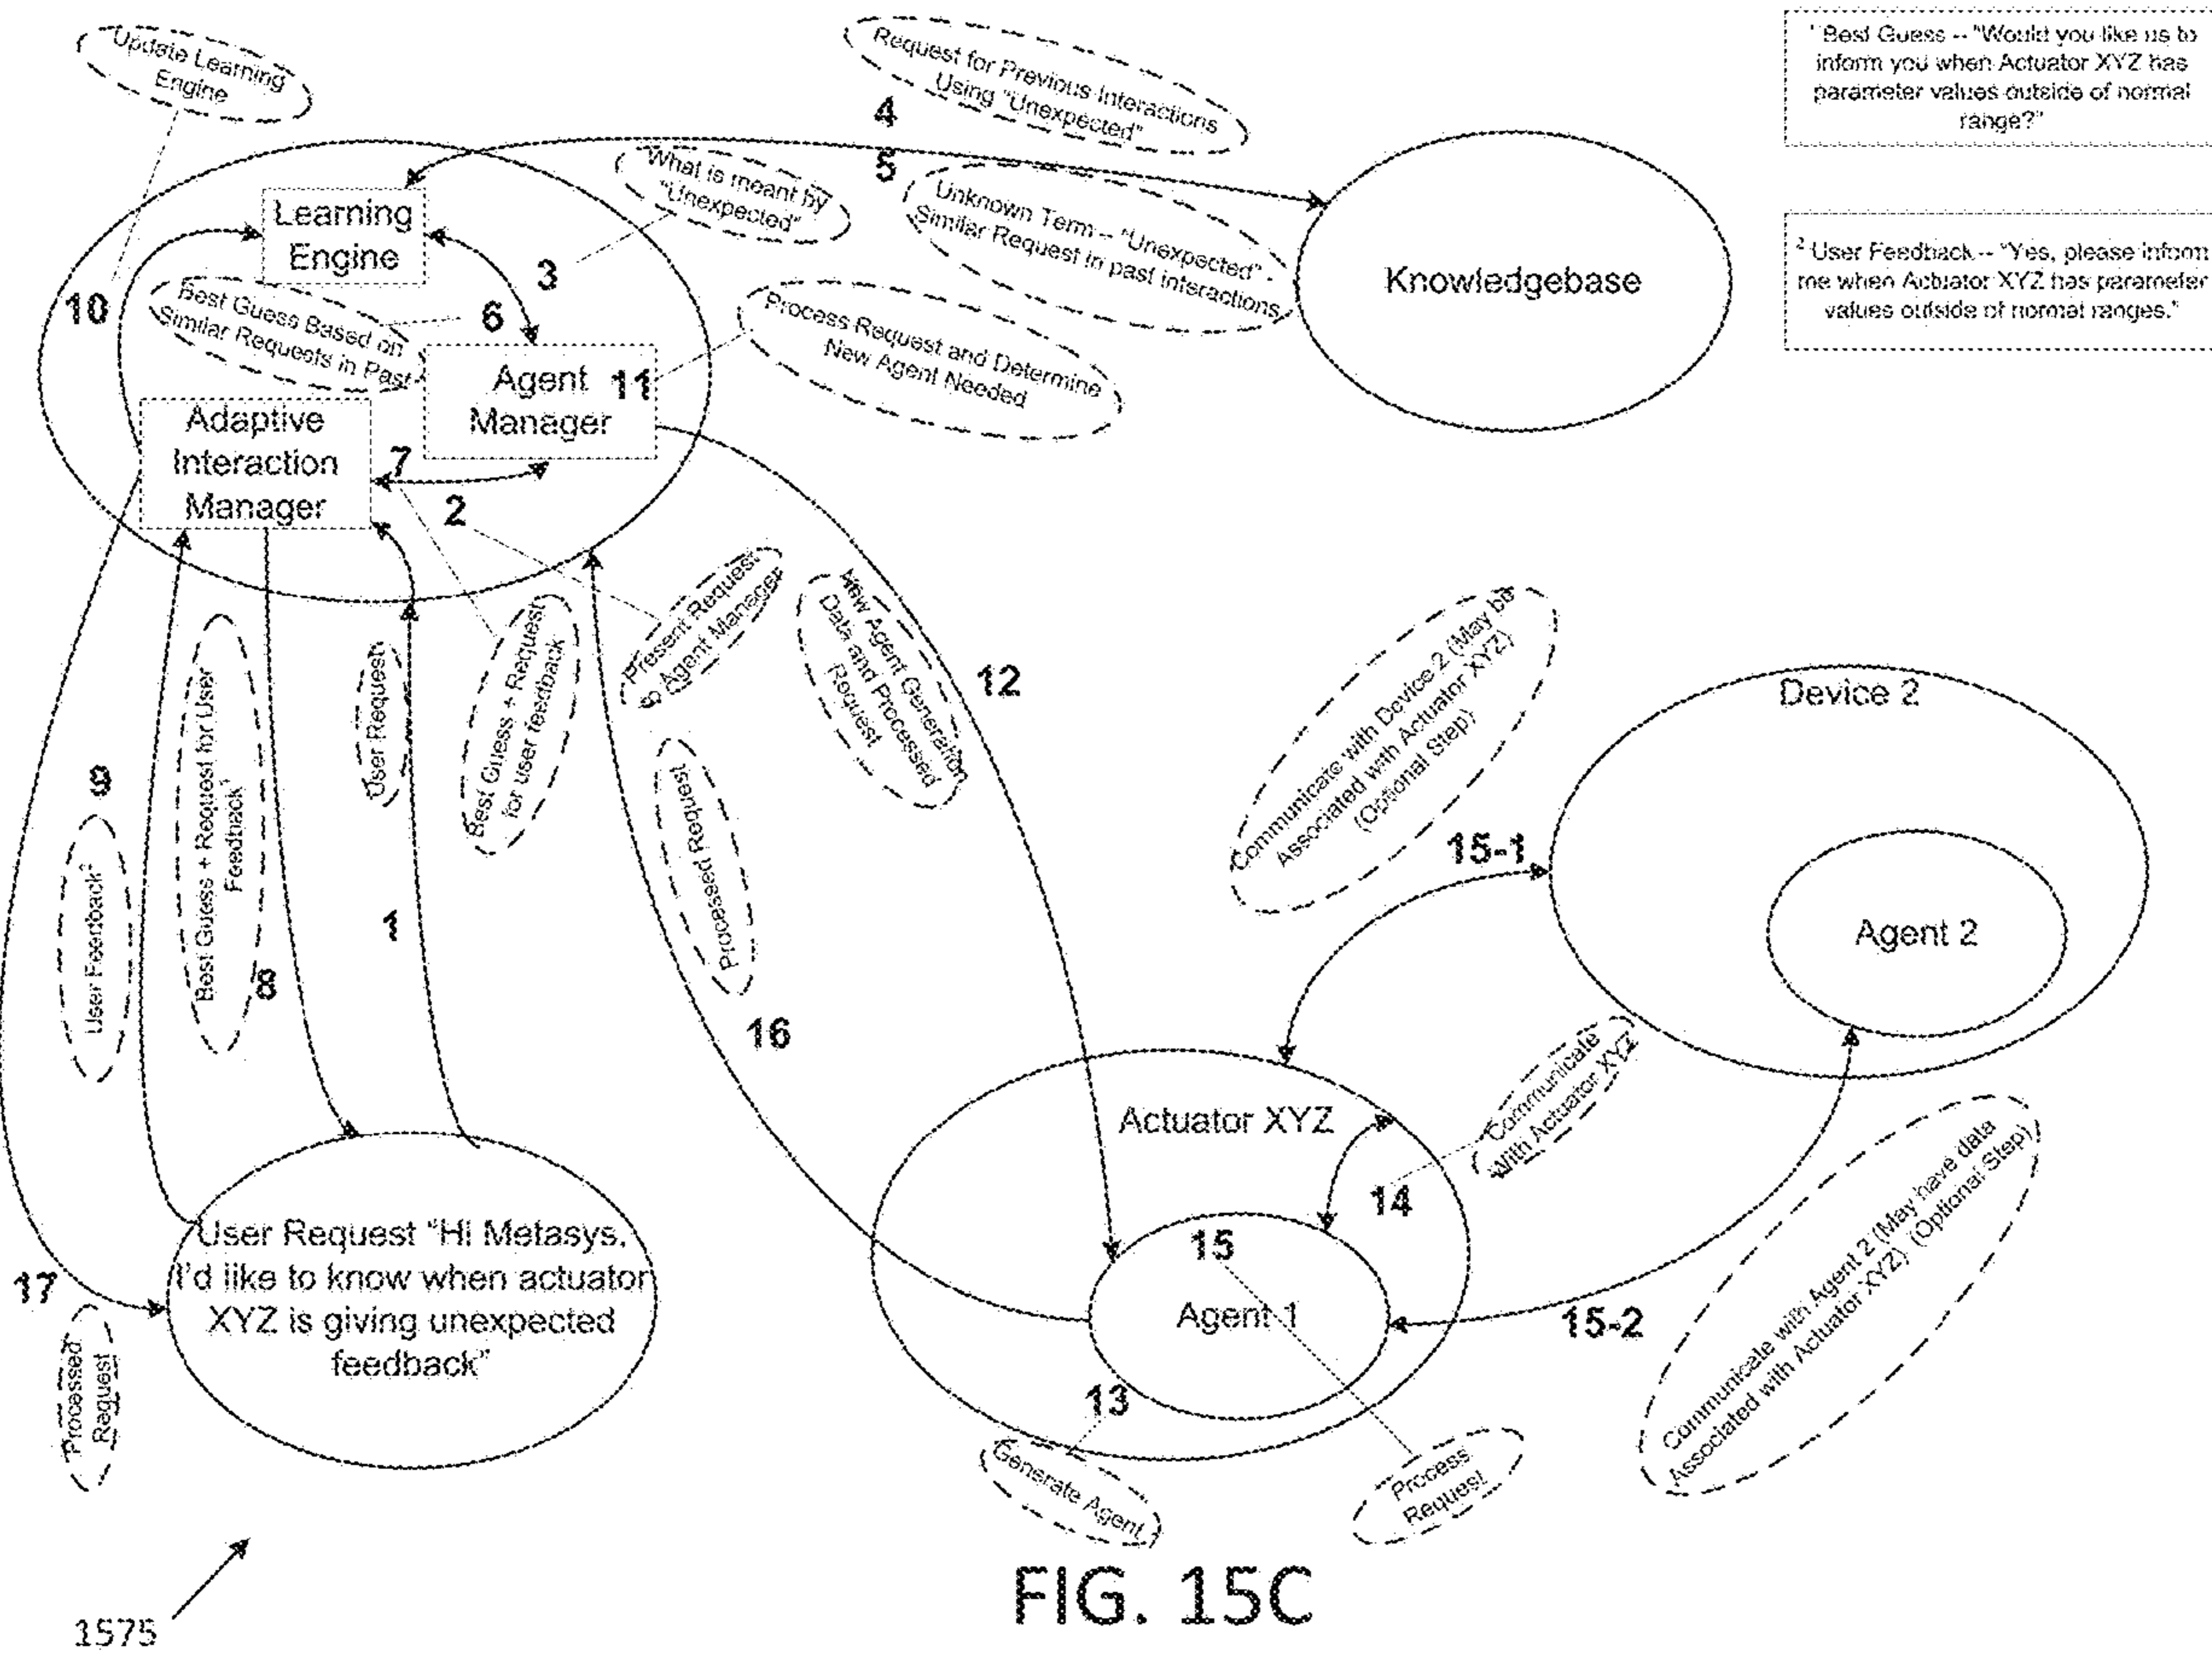 Update Learning
Engine
Request for Previous Interactions
Using "Unexpected"
4
5
¹ Best Guess -- "Would you like us to
inform you when Actuator XYZ has
parameter values outside of normal
range?"
² User Feedback -- "Yes, please inform
me when Actuator XYZ has parameter
values outside of normal ranges."
What is meant by
"Unexpected"
Unknown Term -- "Unexpected" -
Similar Request in past interactions
Knowledgebase
Learning
Engine
3
10
6
Best Guess Based on
Similar Requests in Past
Process Request and Determine
New Agent Needed
Agent
Manager
11
Adaptive
Interaction
Manager
7
2
Present Request
to Agent Manager
New Agent Generation
Data and Processed
Request
12
User Request
Best Guess + Request
for user feedback
Best Guess + Request for User
Feedback¹
9
User Feedback²
8
1
Processed Request
16
Communicate with Device 2 (May be
Associated with Actuator XYZ)
(Optional Step)
Device 2
15-1
Agent 2
Communicate
With Actuator XYZ
Actuator XYZ
14
15
Agent 1
13
Generate Agent
Process
Request
15-2
Communicate with Agent 2 (May have data
Associated with Actuator XYZ) (Optional Step)
User Request "Hi Metasys,
I'd like to know when actuator
XYZ is giving unexpected
feedback"
17
Processed
Request
1575
FIG. 15C